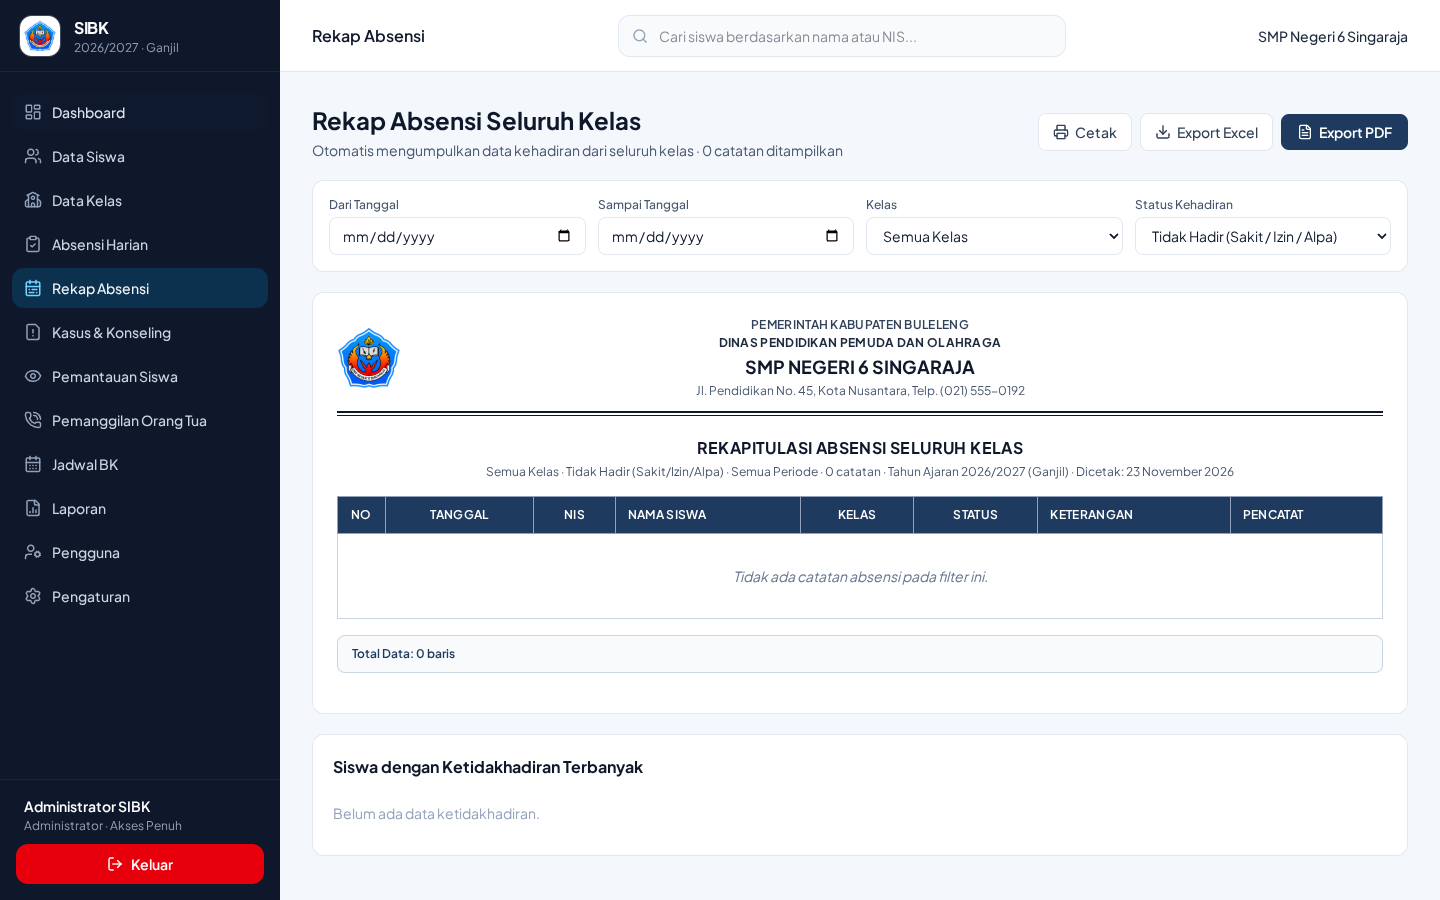 SIBK
2026/2027 · Ganjil
Dashboard
Data Siswa
Data Kelas
Absensi Harian
Rekap Absensi
Kasus & Konseling
Pemantauan Siswa
Pemanggilan Orang Tua
Jadwal BK
Laporan
Pengguna
Pengaturan
Administrator SIBK
Administrator · Akses Penuh
Keluar
Rekap Absensi
Cari siswa berdasarkan nama atau NIS...
SMP Negeri 6 Singaraja
Rekap Absensi Seluruh Kelas
Otomatis mengumpulkan data kehadiran dari seluruh kelas · 0 catatan ditampilkan
Cetak
Export Excel
Export PDF
Dari Tanggal
Sampai Tanggal
Kelas
Status Kehadiran
mm/dd/yyyy
mm/dd/yyyy
Semua Kelas
Tidak Hadir (Sakit / Izin / Alpa)
PEMERINTAH KABUPATEN BULELENG
DINAS PENDIDIKAN PEMUDA DAN OLAHRAGA
SMP NEGERI 6 SINGARAJA
Jl. Pendidikan No. 45, Kota Nusantara, Telp. (021) 555-0192
REKAPITULASI ABSENSI SELURUH KELAS
Semua Kelas · Tidak Hadir (Sakit/Izin/Alpa) · Semua Periode · 0 catatan · Tahun Ajaran 2026/2027 (Ganjil) · Dicetak: 23 November 2026
NO TANGGAL NIS NAMA SISWA KELAS STATUS KETERANGAN PENCATAT
Tidak ada catatan absensi pada filter ini.
Total Data: 0 baris
Siswa dengan Ketidakhadiran Terbanyak
Belum ada data ketidakhadiran.